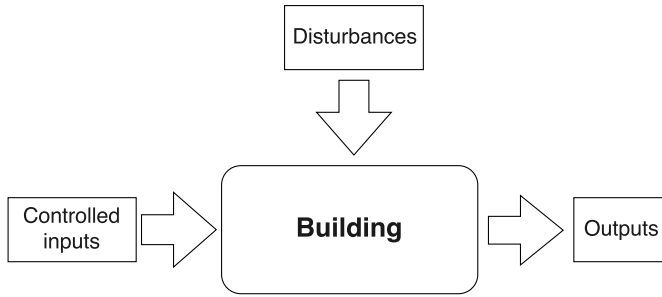 Disturbances
Controlled
inputs
Building
Outputs